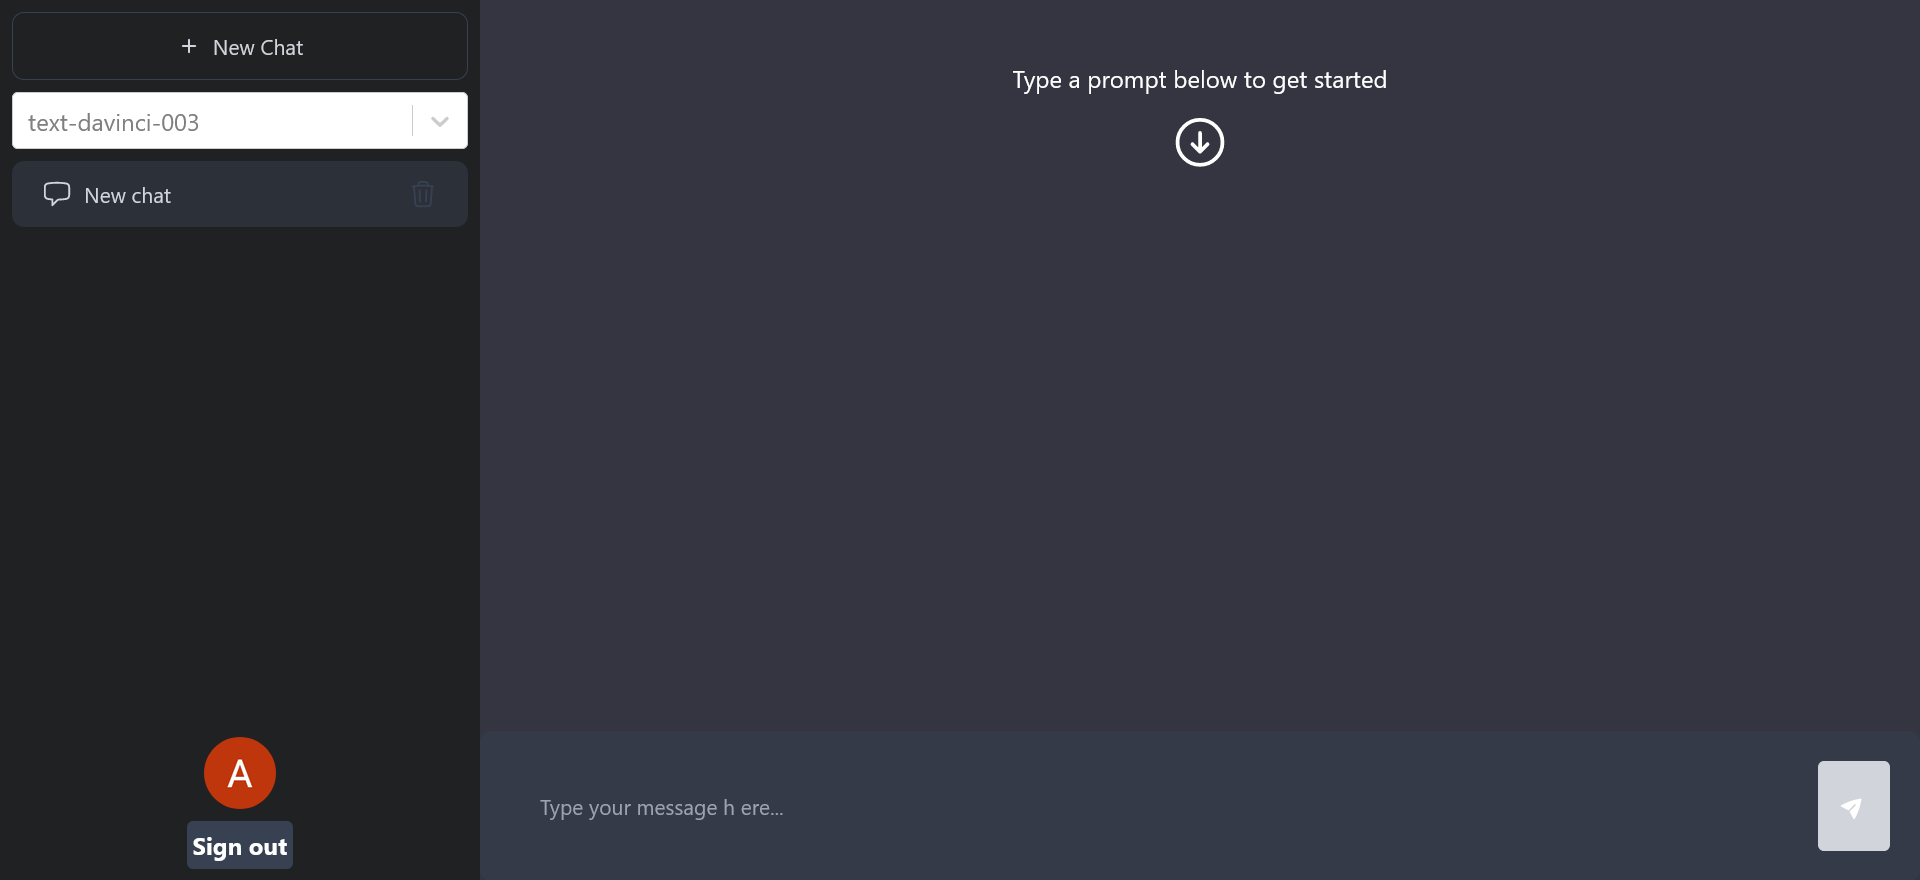 + New Chat
text-davinci-003
New chat
A
Sign out
Type a prompt below to get started
Type your message h ere...